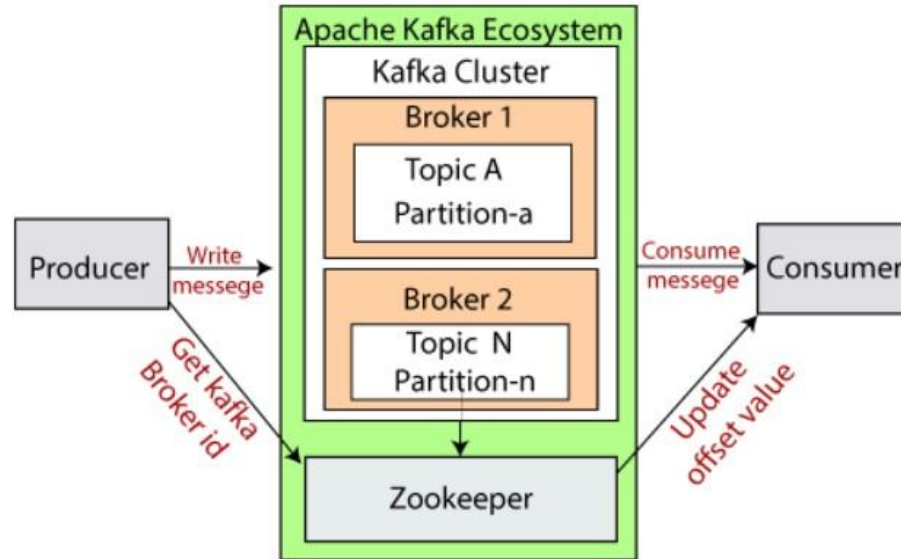 Apache Kafka Ecosystem
Kafka Cluster
Broker 1
Topic A
Partition-a
Producer
Write
messege
Consume
messege
Consumer
Broker 2
Topic N
Partition-n
Get kafka
Broker id
Update
offset value
Zookeeper